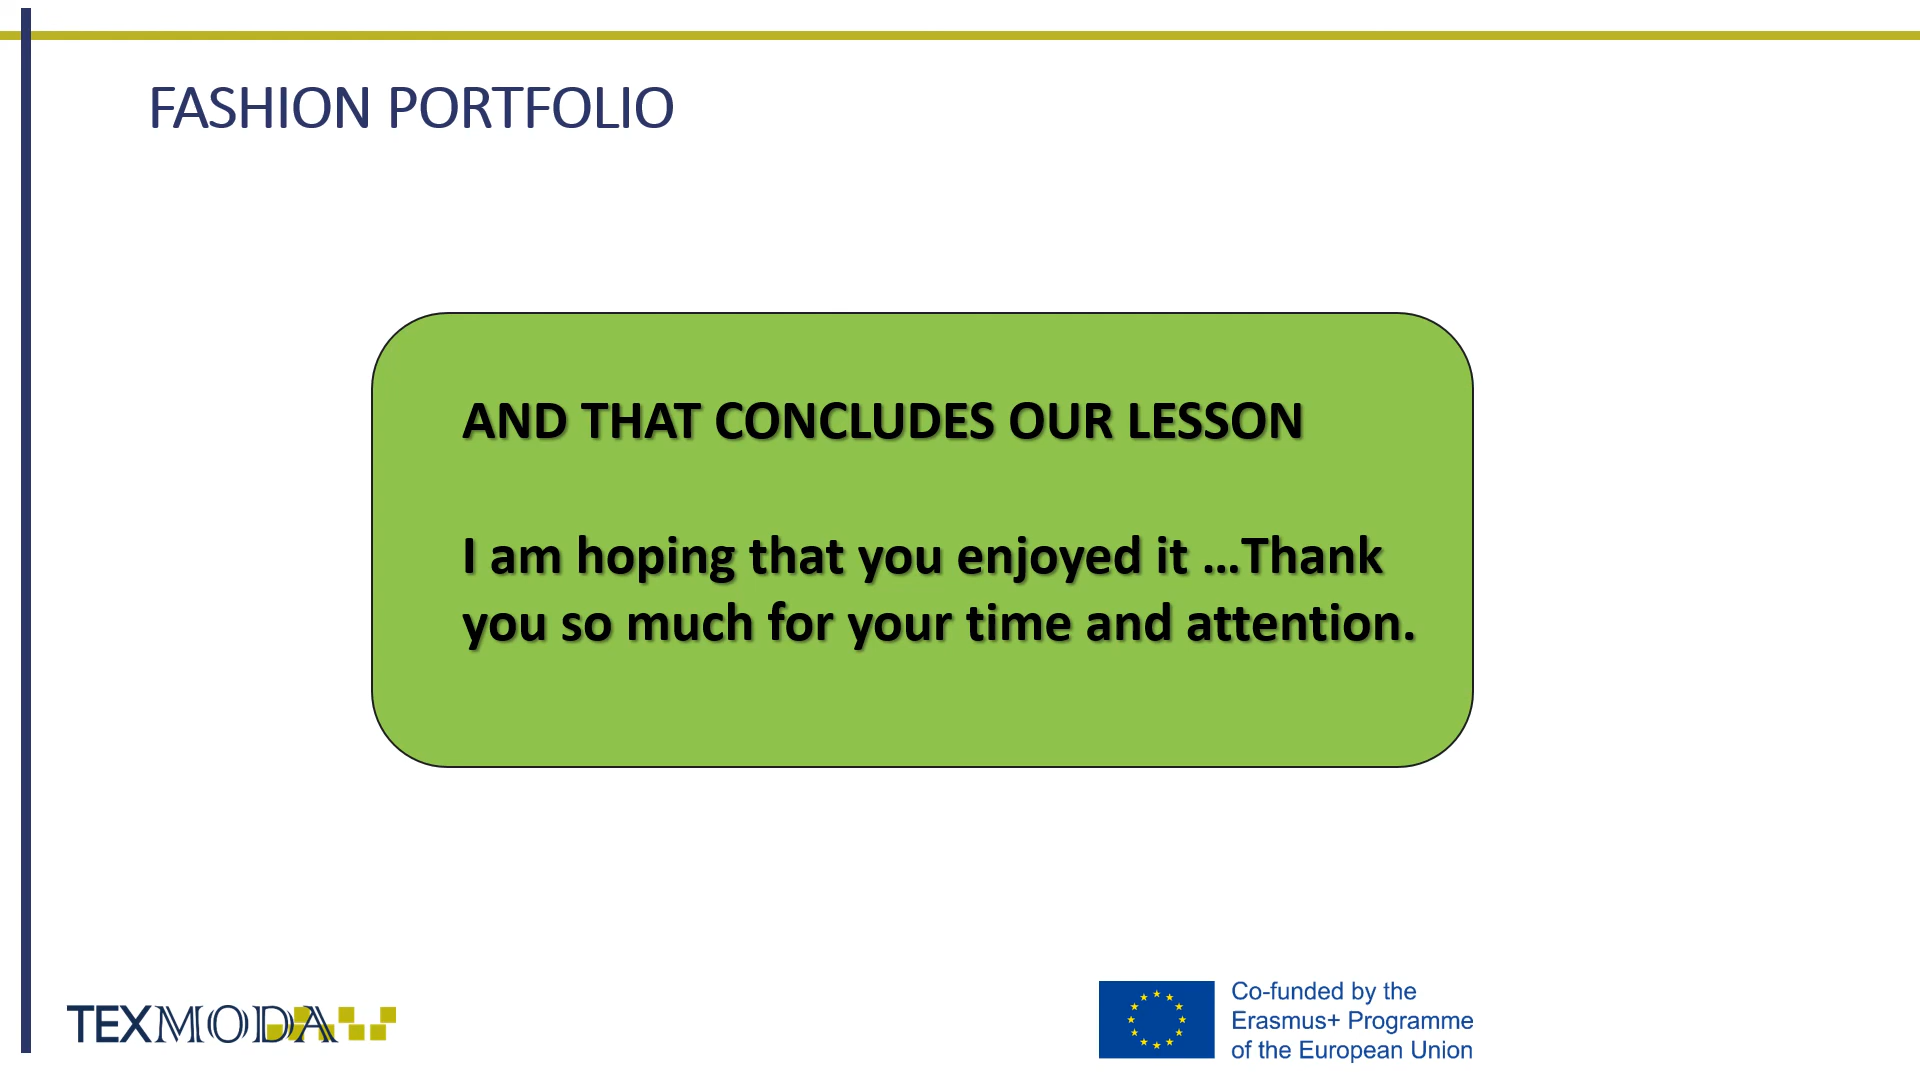 FASHION PORTFOLIO
AND THAT CONCLUDES OUR LESSON
I am hoping that you enjoyed it ...Thank
you so much for your time and attention.
TEXMODA
Co-funded by the
Erasmus+ Programme
of the European Union